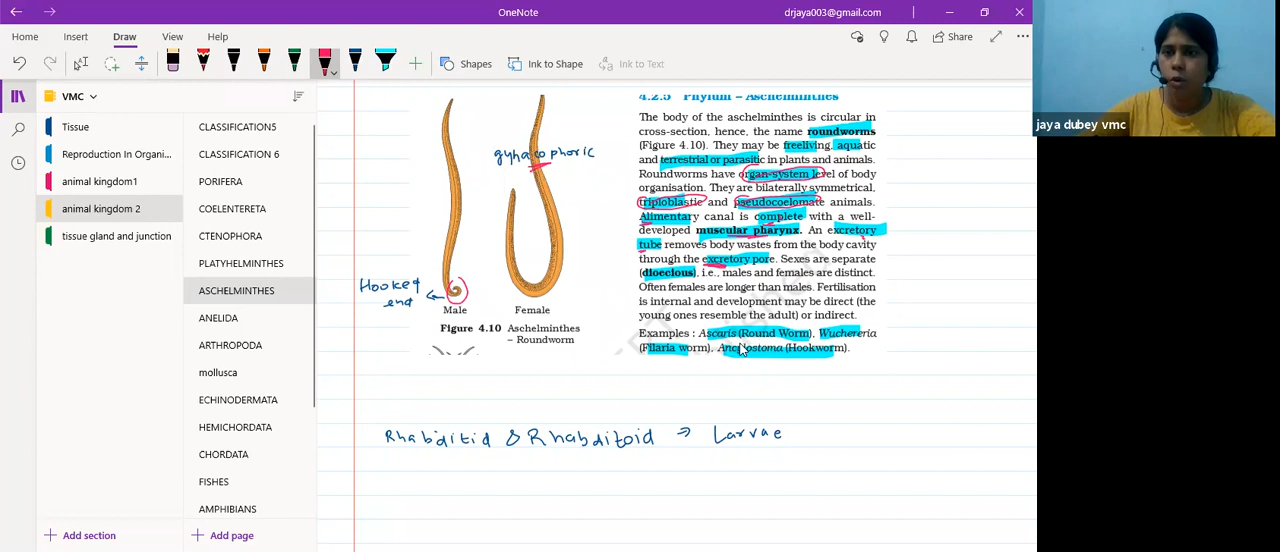 OneNote
drjaya003@gmail.com
Home
Insert
Draw
View
Help
Share
Shapes
Ink to Shape
Ink to Text
VMC
Tissue
Reproduction In Organi...
animal kingdom1
animal kingdom 2
tissue gland and junction
Add section
CLASSIFICATION5
CLASSIFICATION 6
PORIFERA
COELENTERETA
CTENOPHORA
PLATYHELMINTHES
ASCHELMINTHES
ANELIDA
ARTHROPODA
mollusca
ECHINODERMATA
HEMICHORDATA
CHORDATA
FISHES
AMPHIBIANS
Add page
gynacophoric
Hooked
end
Male
Female
Figure 4.10 Aschelminthes
– Roundworm
4.2.5 Phylum – Aschelminthes
The body of the aschelminthes is circular in
cross-section, hence, the name roundworms
(Figure 4.10). They may be freeliving, aquatic
and terrestrial or parasitic in plants and animals.
Roundworms have organ-system level of body
organisation. They are bilaterally symmetrical,
triploblastic and pseudocoelomate animals.
Alimentary canal is complete with a well-
developed muscular pharynx. An excretory
tube removes body wastes from the body cavity
through the excretory pore. Sexes are separate
(dioecious), i.e., males and females are distinct.
Often females are longer than males. Fertilisation
is internal and development may be direct (the
young ones resemble the adult) or indirect.
Examples : Ascaris (Round Worm), Wuchereria
(Filaria worm), Ancylostoma (Hookworm).
Rhabditid & Rhabditoid → Larvae
jaya dubey vmc